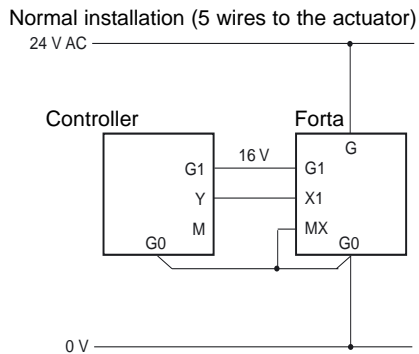 Normal installation (5 wires to the actuator)
24 V AC
Controller
Forta
G
G1
16 V
G1
Y
X1
M
MX
G0
G0
0 V